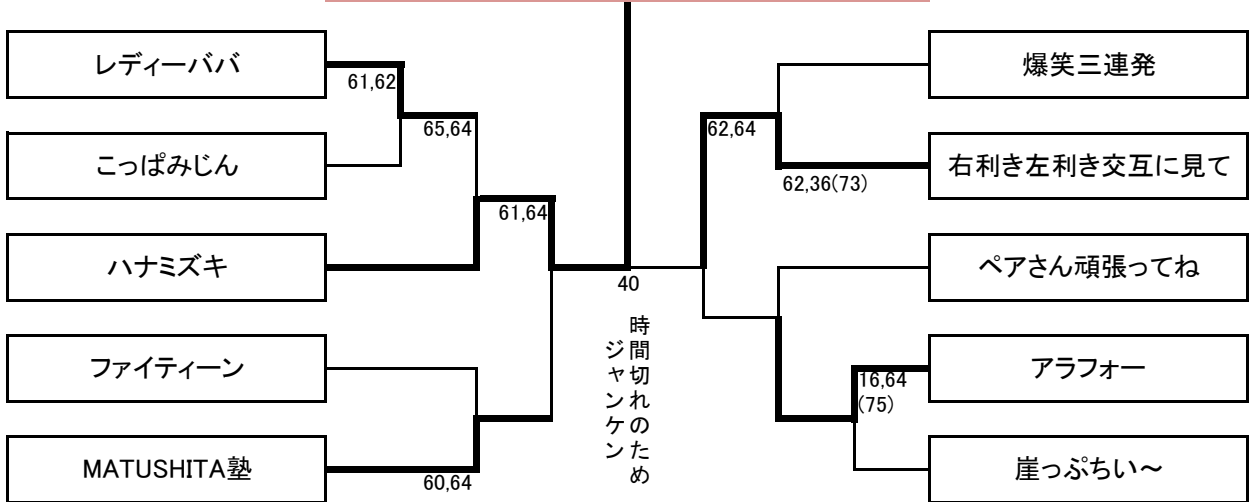 レディーババ
61,62
65,64
こっぱみじん
61,64
ハナミズキ
ファイティーン
MATUSHITA塾
60,64
40
時間切れのため
ジャンケン
爆笑三連発
62,64
右利き左利き交互に見て
62,36(73)
ペアさん頑張ってね
アラフォー
16,64
(75)
崖っぷちい～